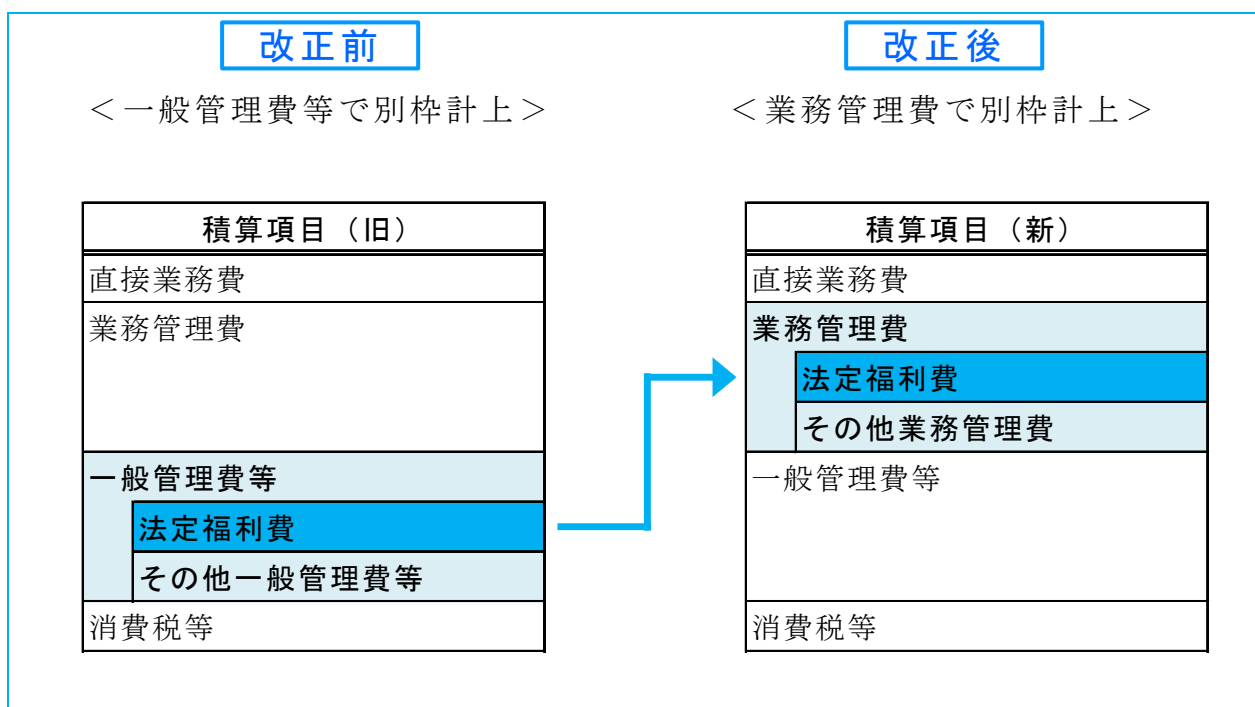 改正前
＜一般管理費等で別枠計上＞
積算項目（旧）
直接業務費
業務管理費
一般管理費等
法定福利費
その他一般管理費等
消費税等
改正後
＜業務管理費で別枠計上＞
積算項目（新）
直接業務費
業務管理費
法定福利費
その他業務管理費
一般管理費等
消費税等